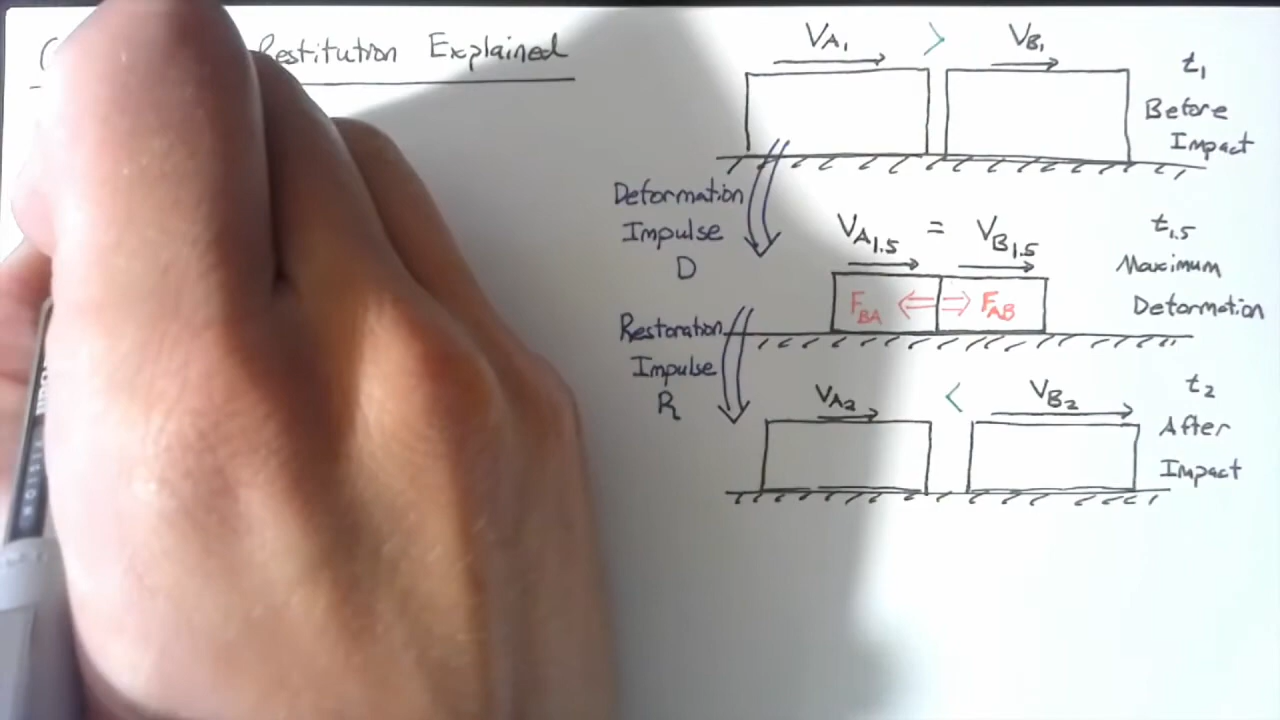 Restitution Explained
VA1 > VB1
t1
Before
Impact
Deformation
Impulse
D
VA1.5 = VB1.5
t1.5
Maximum
Deformation
FBA FAB
Restoration
Impulse
R
VA2 < VB2
t2
After
Impact